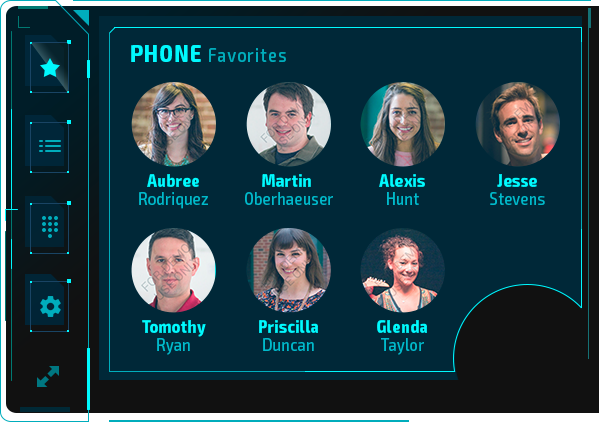 PHONE Favorites
Aubree Martin Alexis Jesse
Rodriquez Oberhaeuser Hunt Stevens
Tomothy Priscilla Glenda
Ryan Duncan Taylor